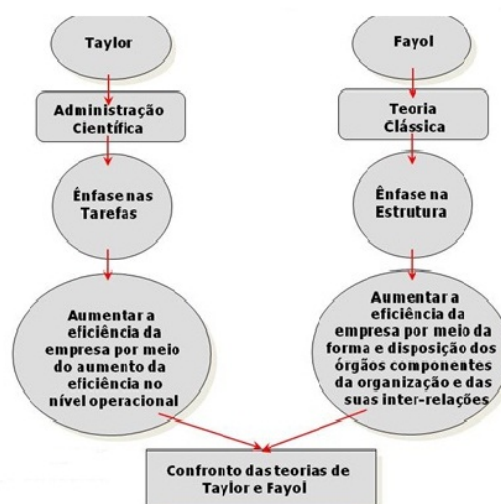 Taylor
Administração
Científica
Ênfase nas
Tarefas
Aumentar a
eficiência da
empresa por meio
do aumento da
eficiência no
nível operacional
Fayol
Teoria
Clássica
Ênfase na
Estrutura
Aumentar a
eficiência da
empresa por meio da
forma e disposição dos
órgãos componentes
da organização e das
suas inter-relações
Confronto das teorias de
Taylor e Fayol